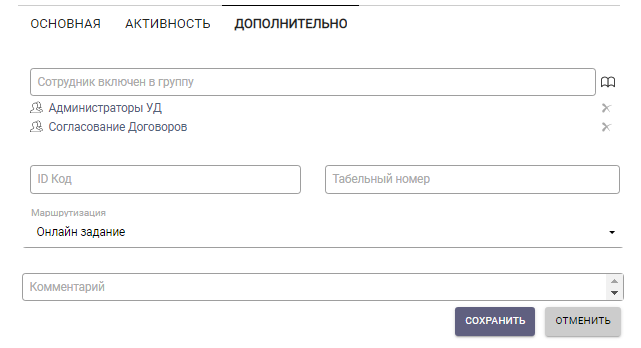 ОСНОВНАЯ АКТИВНОСТЬ ДОПОЛНИТЕЛЬНО
Сотрудник включен в группу
Администраторы УД
Согласование Договоров
ID Код Табельный номер
Маршрутизация
Онлайн задание
Комментарий
СОХРАНИТЬ ОТМЕНИТЬ